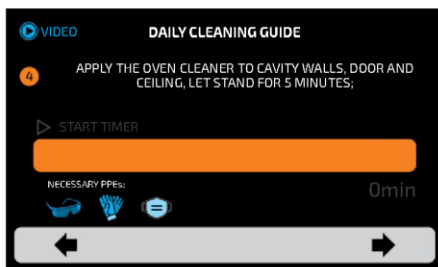 VIDEO
DAILY CLEANING GUIDE
4
APPLY THE OVEN CLEANER TO CAVITY WALLS, DOOR AND
CEILING, LET STAND FOR 5 MINUTES;
START TIMER
NECESSARY PPEs:
0min